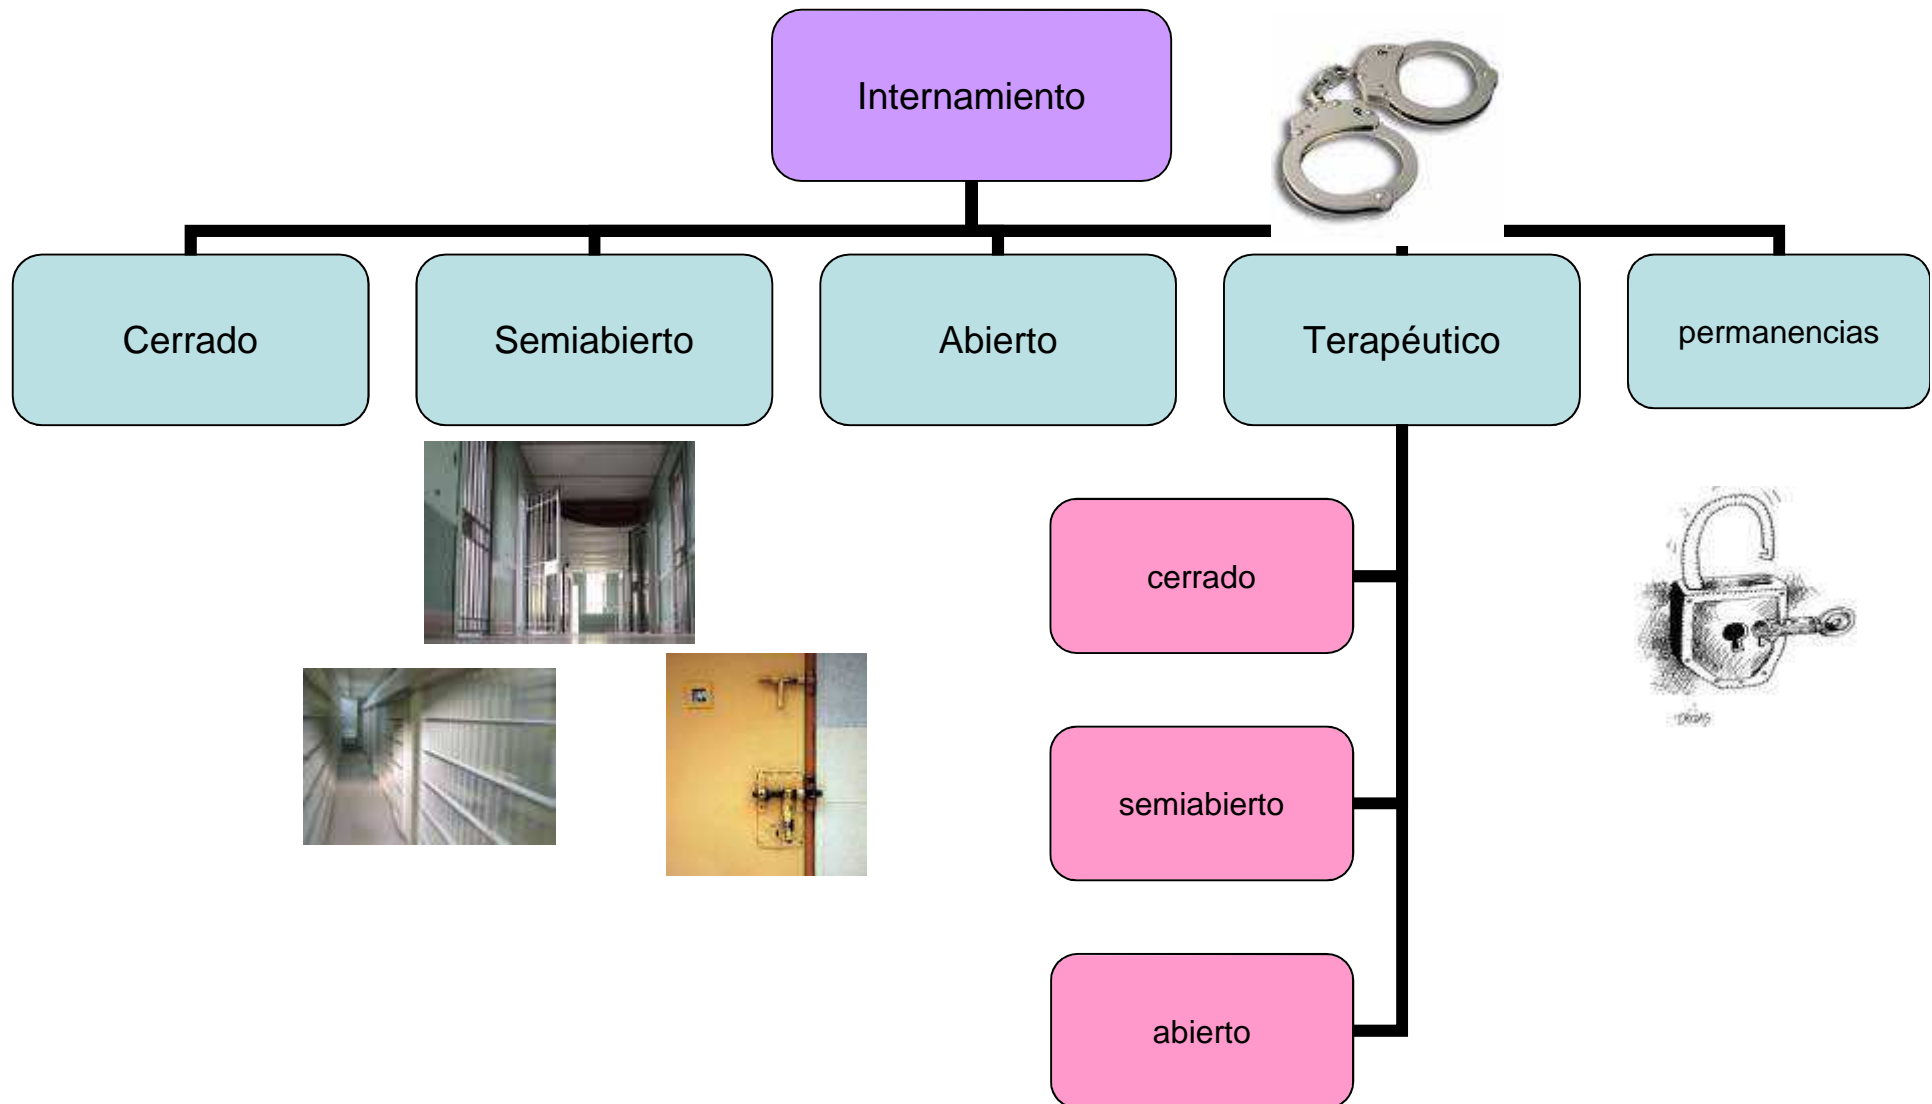 Internamiento
Cerrado
Semiabierto
Abierto
Terapéutico
permanencias
cerrado
semiabierto
abierto